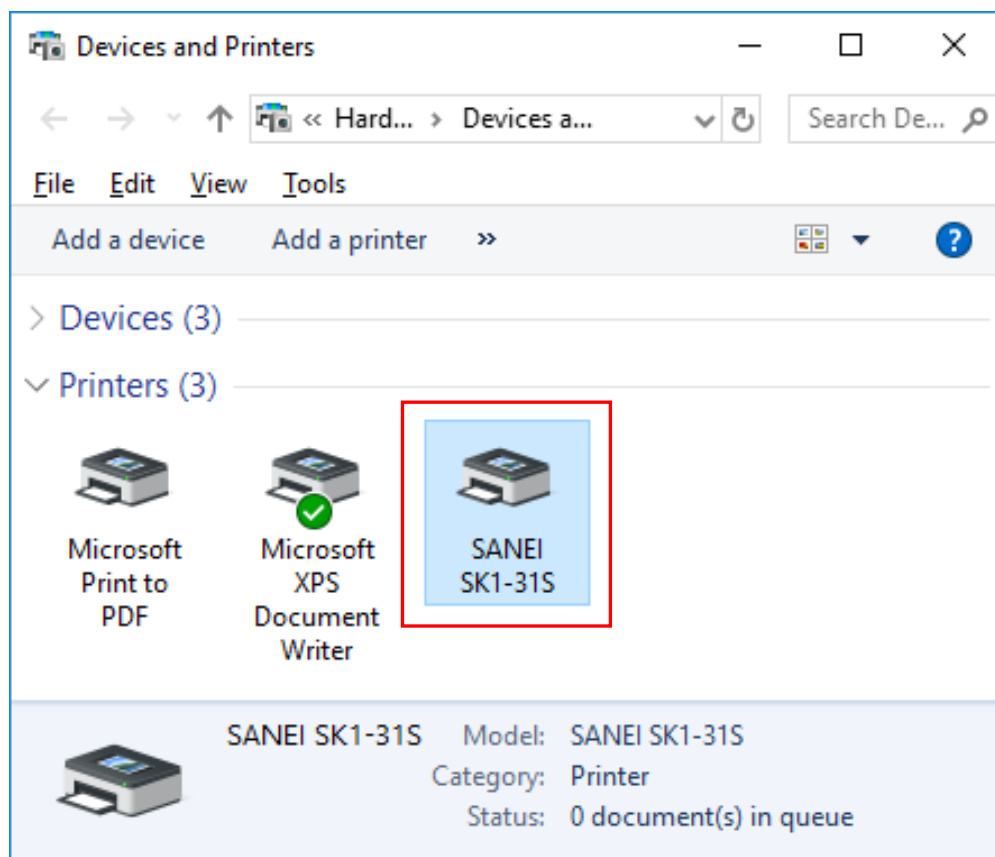 Devices and Printers
« Hard... › Devices a...
Search De...
File Edit View Tools
Add a device Add a printer »
Devices (3)
Printers (3)
Microsoft
Print to
PDF
Microsoft
XPS
Document
Writer
SANEI
SK1-31S
SANEI SK1-31S Model: SANEI SK1-31S
Category: Printer
Status: 0 document(s) in queue